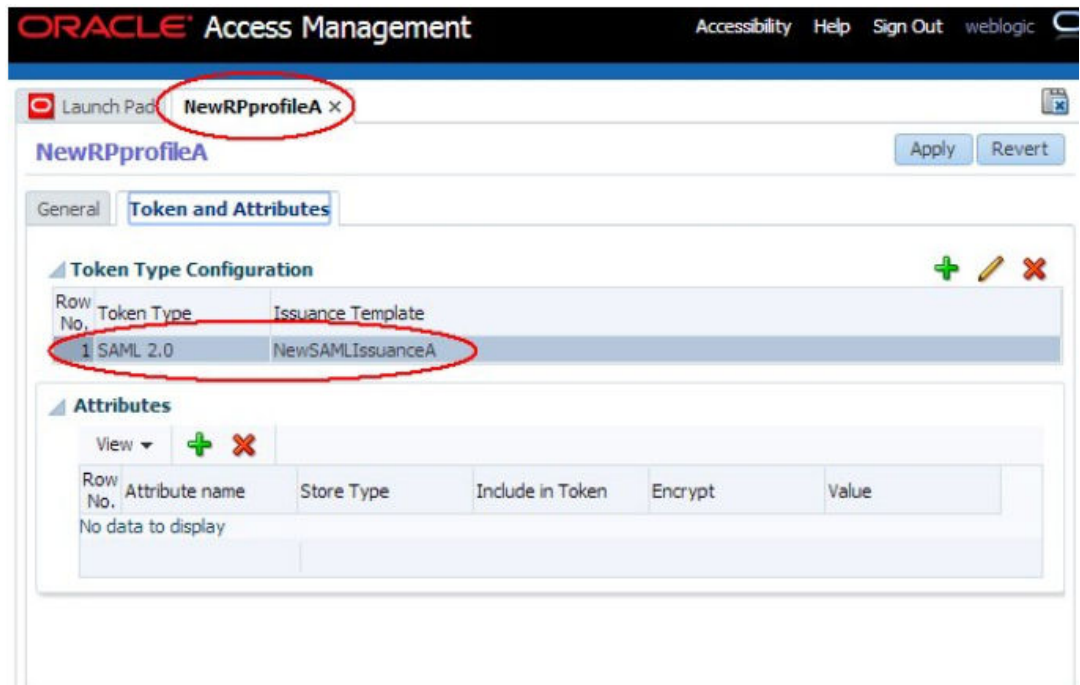 ORACLE Access Management
Accessibility Help Sign Out weblogic
Launch Pad NewRPprofileA ×
NewRPprofileA
Apply Revert
General Token and Attributes
Token Type Configuration
Row No. Token Type Issuance Template
1 SAML 2.0 NewSAMLIssuanceA
Attributes
View
Row No. Attribute name Store Type Include in Token Encrypt Value
No data to display